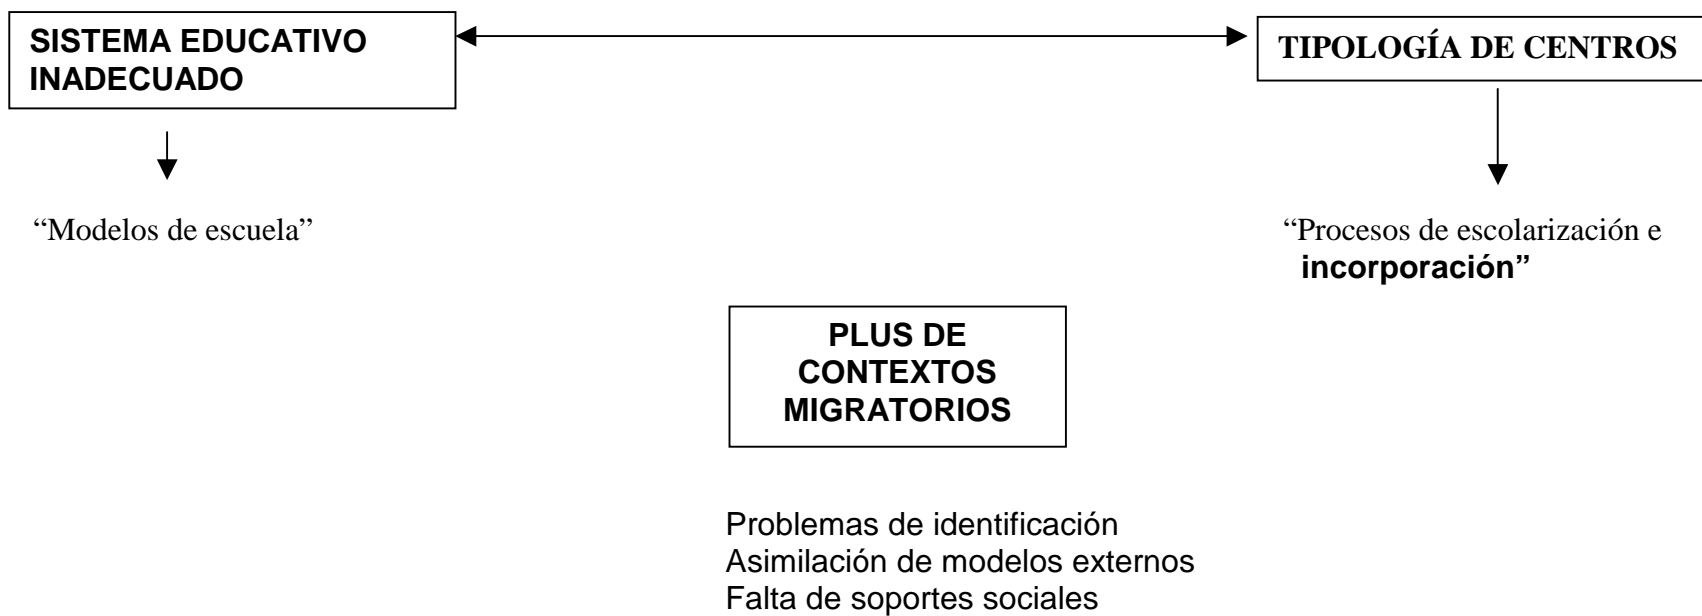 SISTEMA EDUCATIVO
INADECUADO
TIPOLOGÍA DE CENTROS
“Modelos de escuela”
“Procesos de escolarización e
incorporación”
PLUS DE
CONTEXTOS
MIGRATORIOS
Problemas de identificación
Asimilación de modelos externos
Falta de soportes sociales